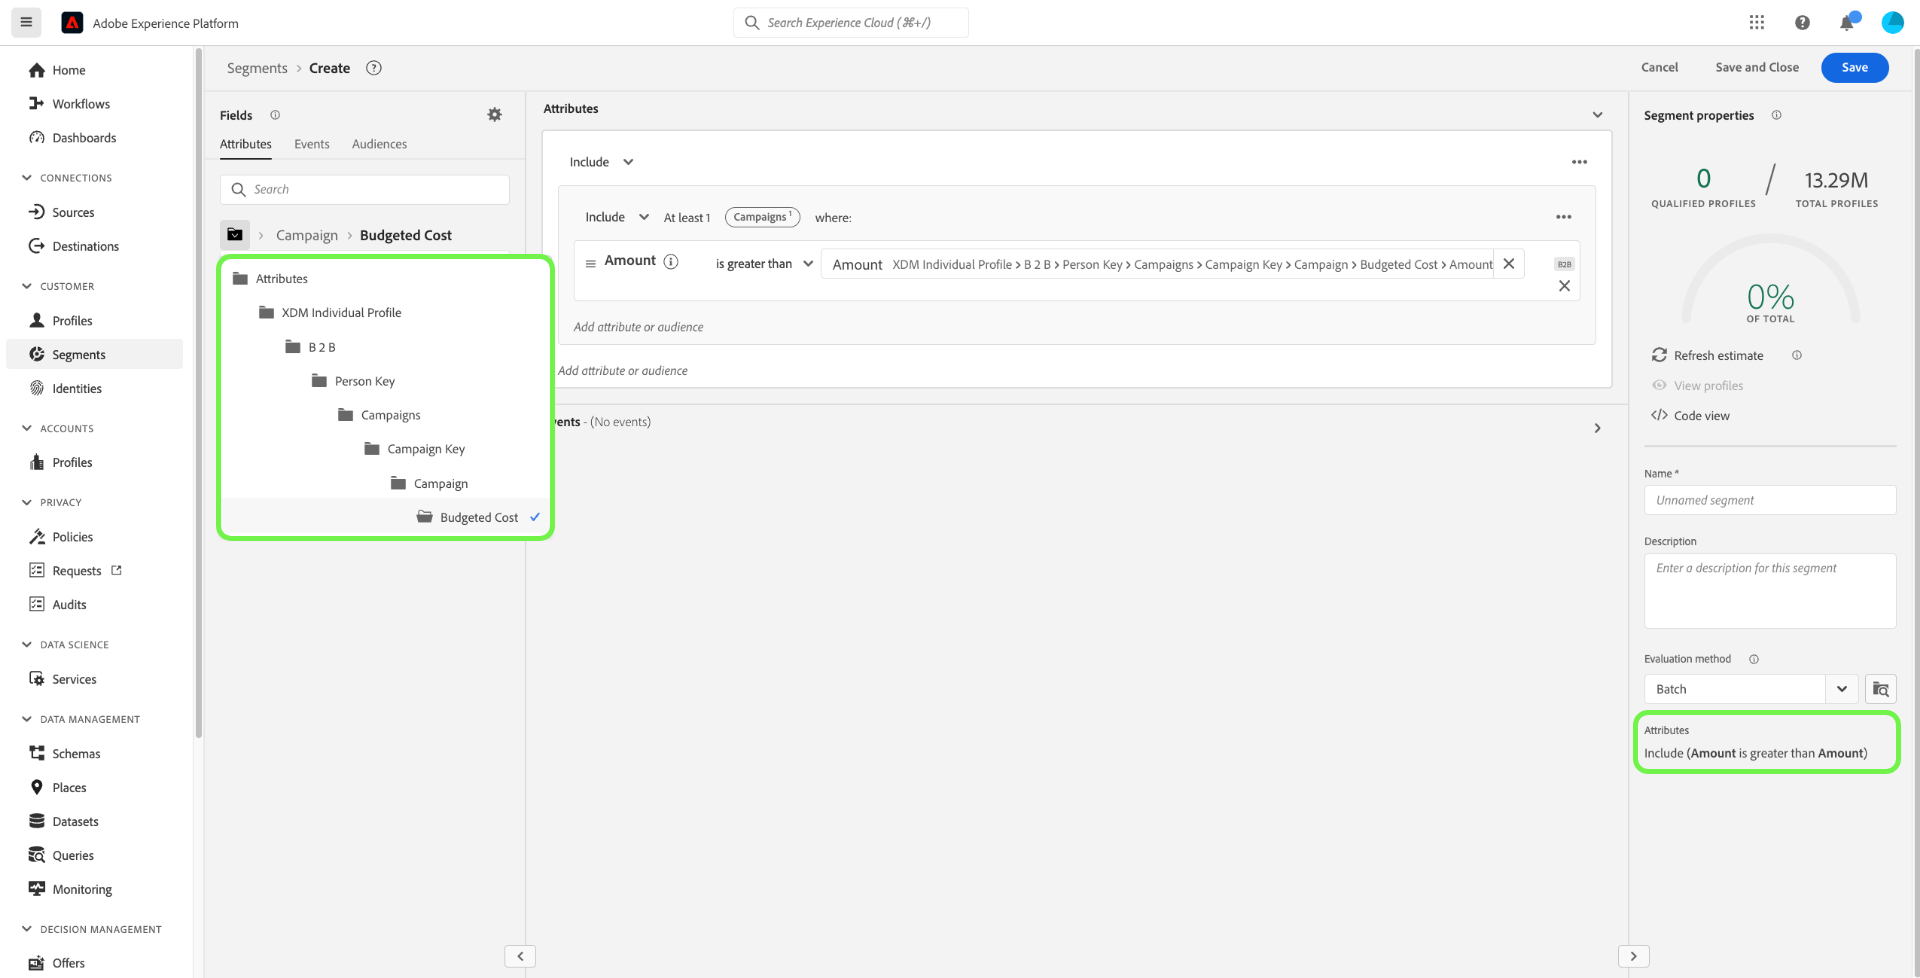 Adobe Experience Platform
Search Experience Cloud (⌘+/)
Home
Workflows
Dashboards
CONNECTIONS
Sources
Destinations
CUSTOMER
Profiles
Segments
Identities
ACCOUNTS
Profiles
PRIVACY
Policies
Requests
Audits
DATA SCIENCE
Services
DATA MANAGEMENT
Schemas
Places
Datasets
Queries
Monitoring
DECISION MANAGEMENT
Offers
Segments > Create
Cancel
Save and Close
Save
Fields
Attributes Events Audiences
Search
> Campaign > Budgeted Cost
Attributes
XDM Individual Profile
B 2 B
Person Key
Campaigns
Campaign Key
Campaign
Budgeted Cost
Attributes
Include
Include At least 1 Campaigns 1 where:
Amount is greater than Amount XDM Individual Profile > B 2 B > Person Key > Campaigns > Campaign Key > Campaign > Budgeted Cost > Amount
B2B
Add attribute or audience
Add attribute or audience
ents - (No events)
Segment properties
0 / 13.29M
QUALIFIED PROFILES TOTAL PROFILES
0%
OF TOTAL
Refresh estimate
View profiles
</> Code view
Name *
Unnamed segment
Description
Enter a description for this segment
Evaluation method
Batch
Attributes
Include (Amount is greater than Amount)